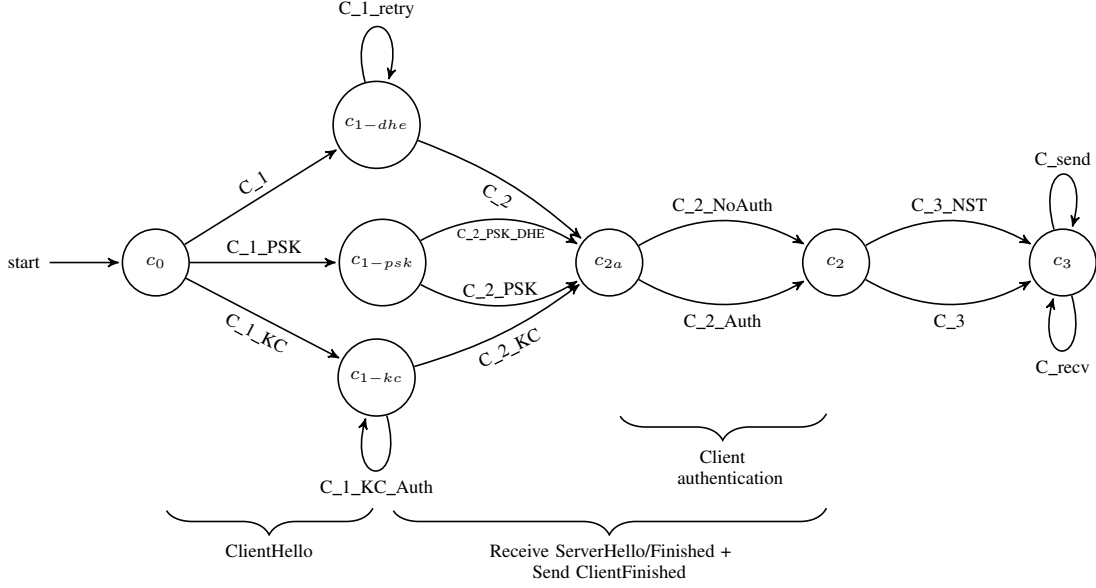 C_1_retry
c1−dhe
C_1
C_2
C_send
C_2_NoAuth
C_3_NST
C_1_PSK
C_2_PSK_DHE
start
c0
c1−psk
c2a
c2
c3
C_2_PSK
C_2_Auth
C_3
C_1_KC
C_2_KC
C_recv
c1−kc
Client
authentication
C_1_KC_Auth
ClientHello
Receive ServerHello/Finished +
Send ClientFinished